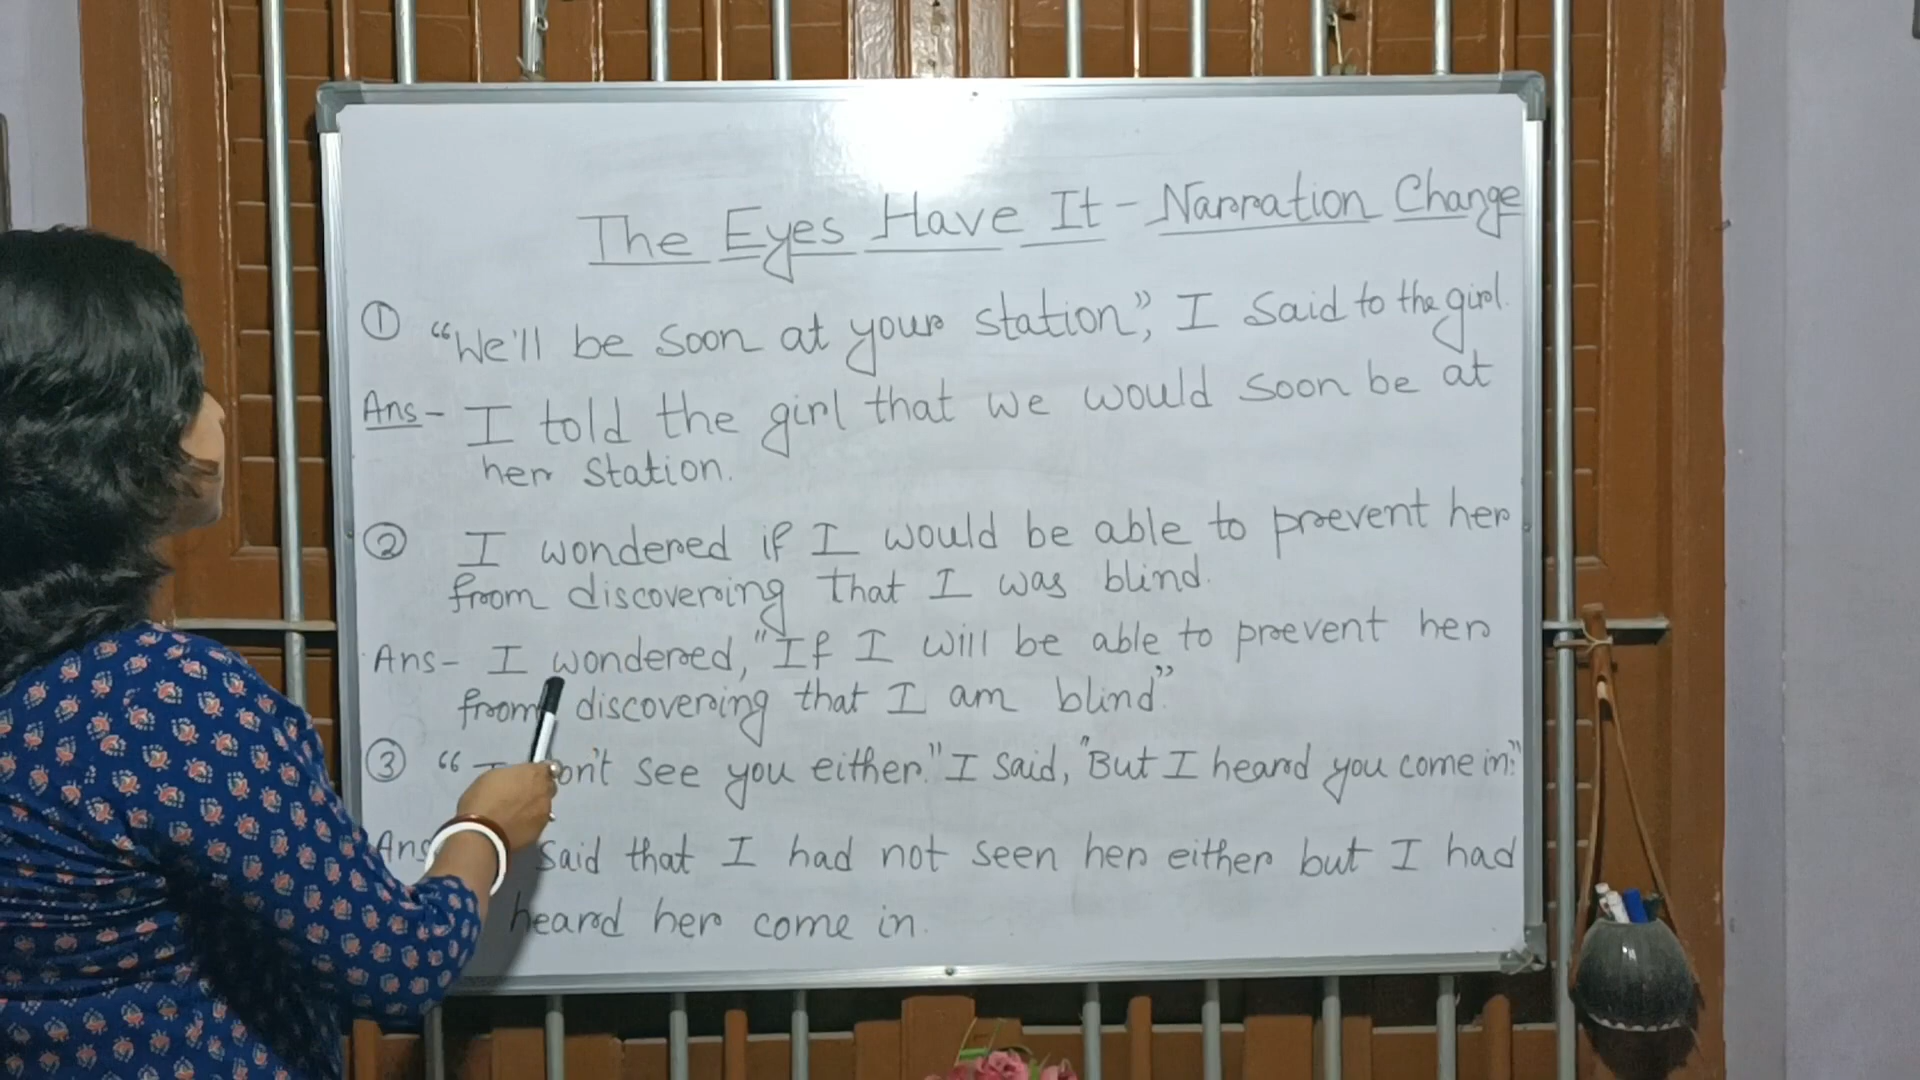 The Eyes Have It - Narration Change
① “We'll be soon at your station”, I said to the girl.
Ans - I told the girl that we would soon be at
her station.
② I wondered if I would be able to prevent her
from discovering that I was blind.
Ans - I wondered, "If I will be able to prevent her
from discovering that I am blind”.
③ “ see you either." I said, "But I heard you come in."
Ans said that I had not seen her either but I had
heard her come in.